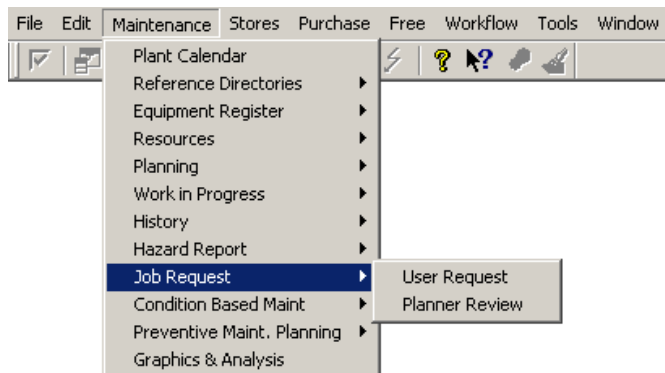 File Edit Maintenance Stores Purchase Free Workflow Tools Window
Plant Calendar
Reference Directories
Equipment Register
Resources
Planning
Work in Progress
History
Hazard Report
Job Request
User Request
Condition Based Maint
Planner Review
Preventive Maint. Planning
Graphics & Analysis